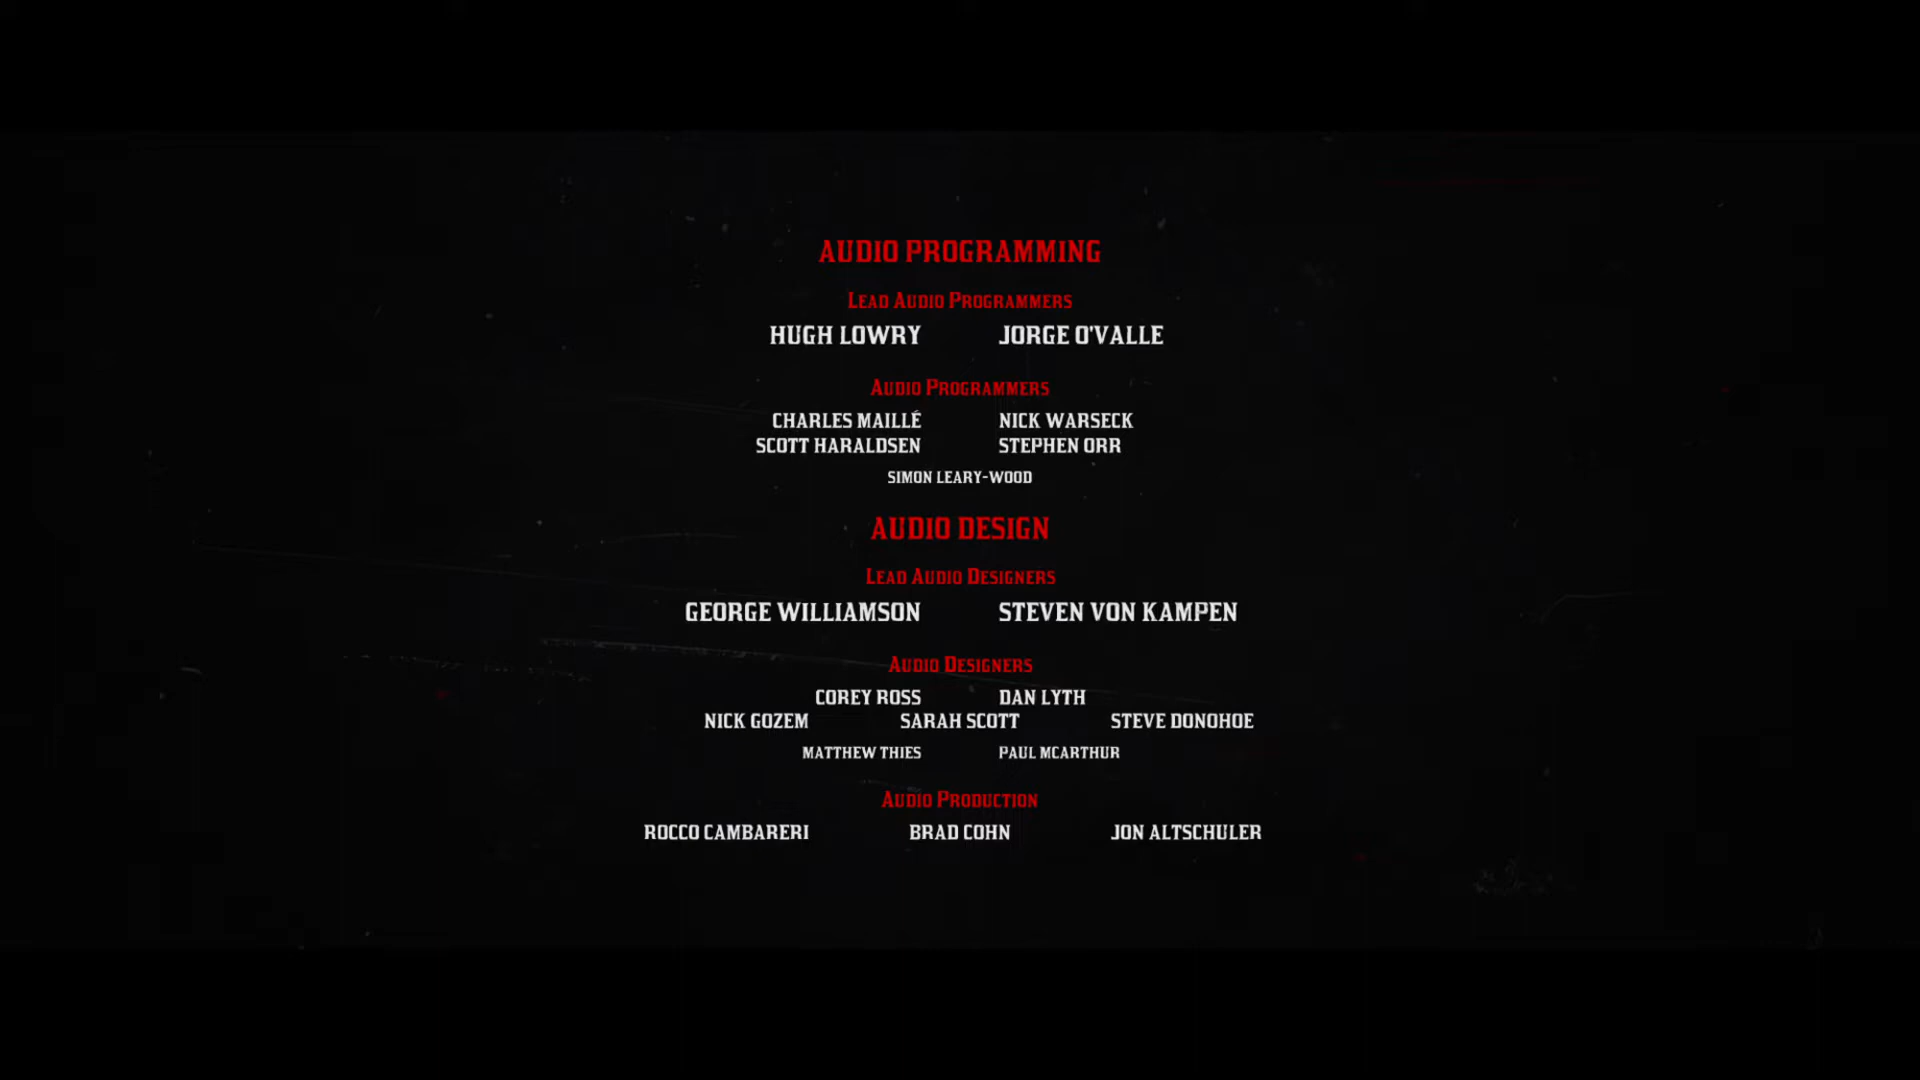 AUDIO PROGRAMMING
LEAD AUDIO PROGRAMMERS
HUGH LOWRY JORGE O'VALLE
AUDIO PROGRAMMERS
CHARLES MAILLÉ NICK WARSECK
SCOTT HARALDSEN STEPHEN ORR
SIMON LEARY-WOOD
AUDIO DESIGN
LEAD AUDIO DESIGNERS
GEORGE WILLIAMSON STEVEN VON KAMPEN
AUDIO DESIGNERS
COREY ROSS DAN LYTH
NICK GOZEM SARAH SCOTT STEVE DONOHOE
MATTHEW THIES PAUL MCARTHUR
AUDIO PRODUCTION
ROCCO CAMBARERI BRAD COHN JON ALTSCHULER